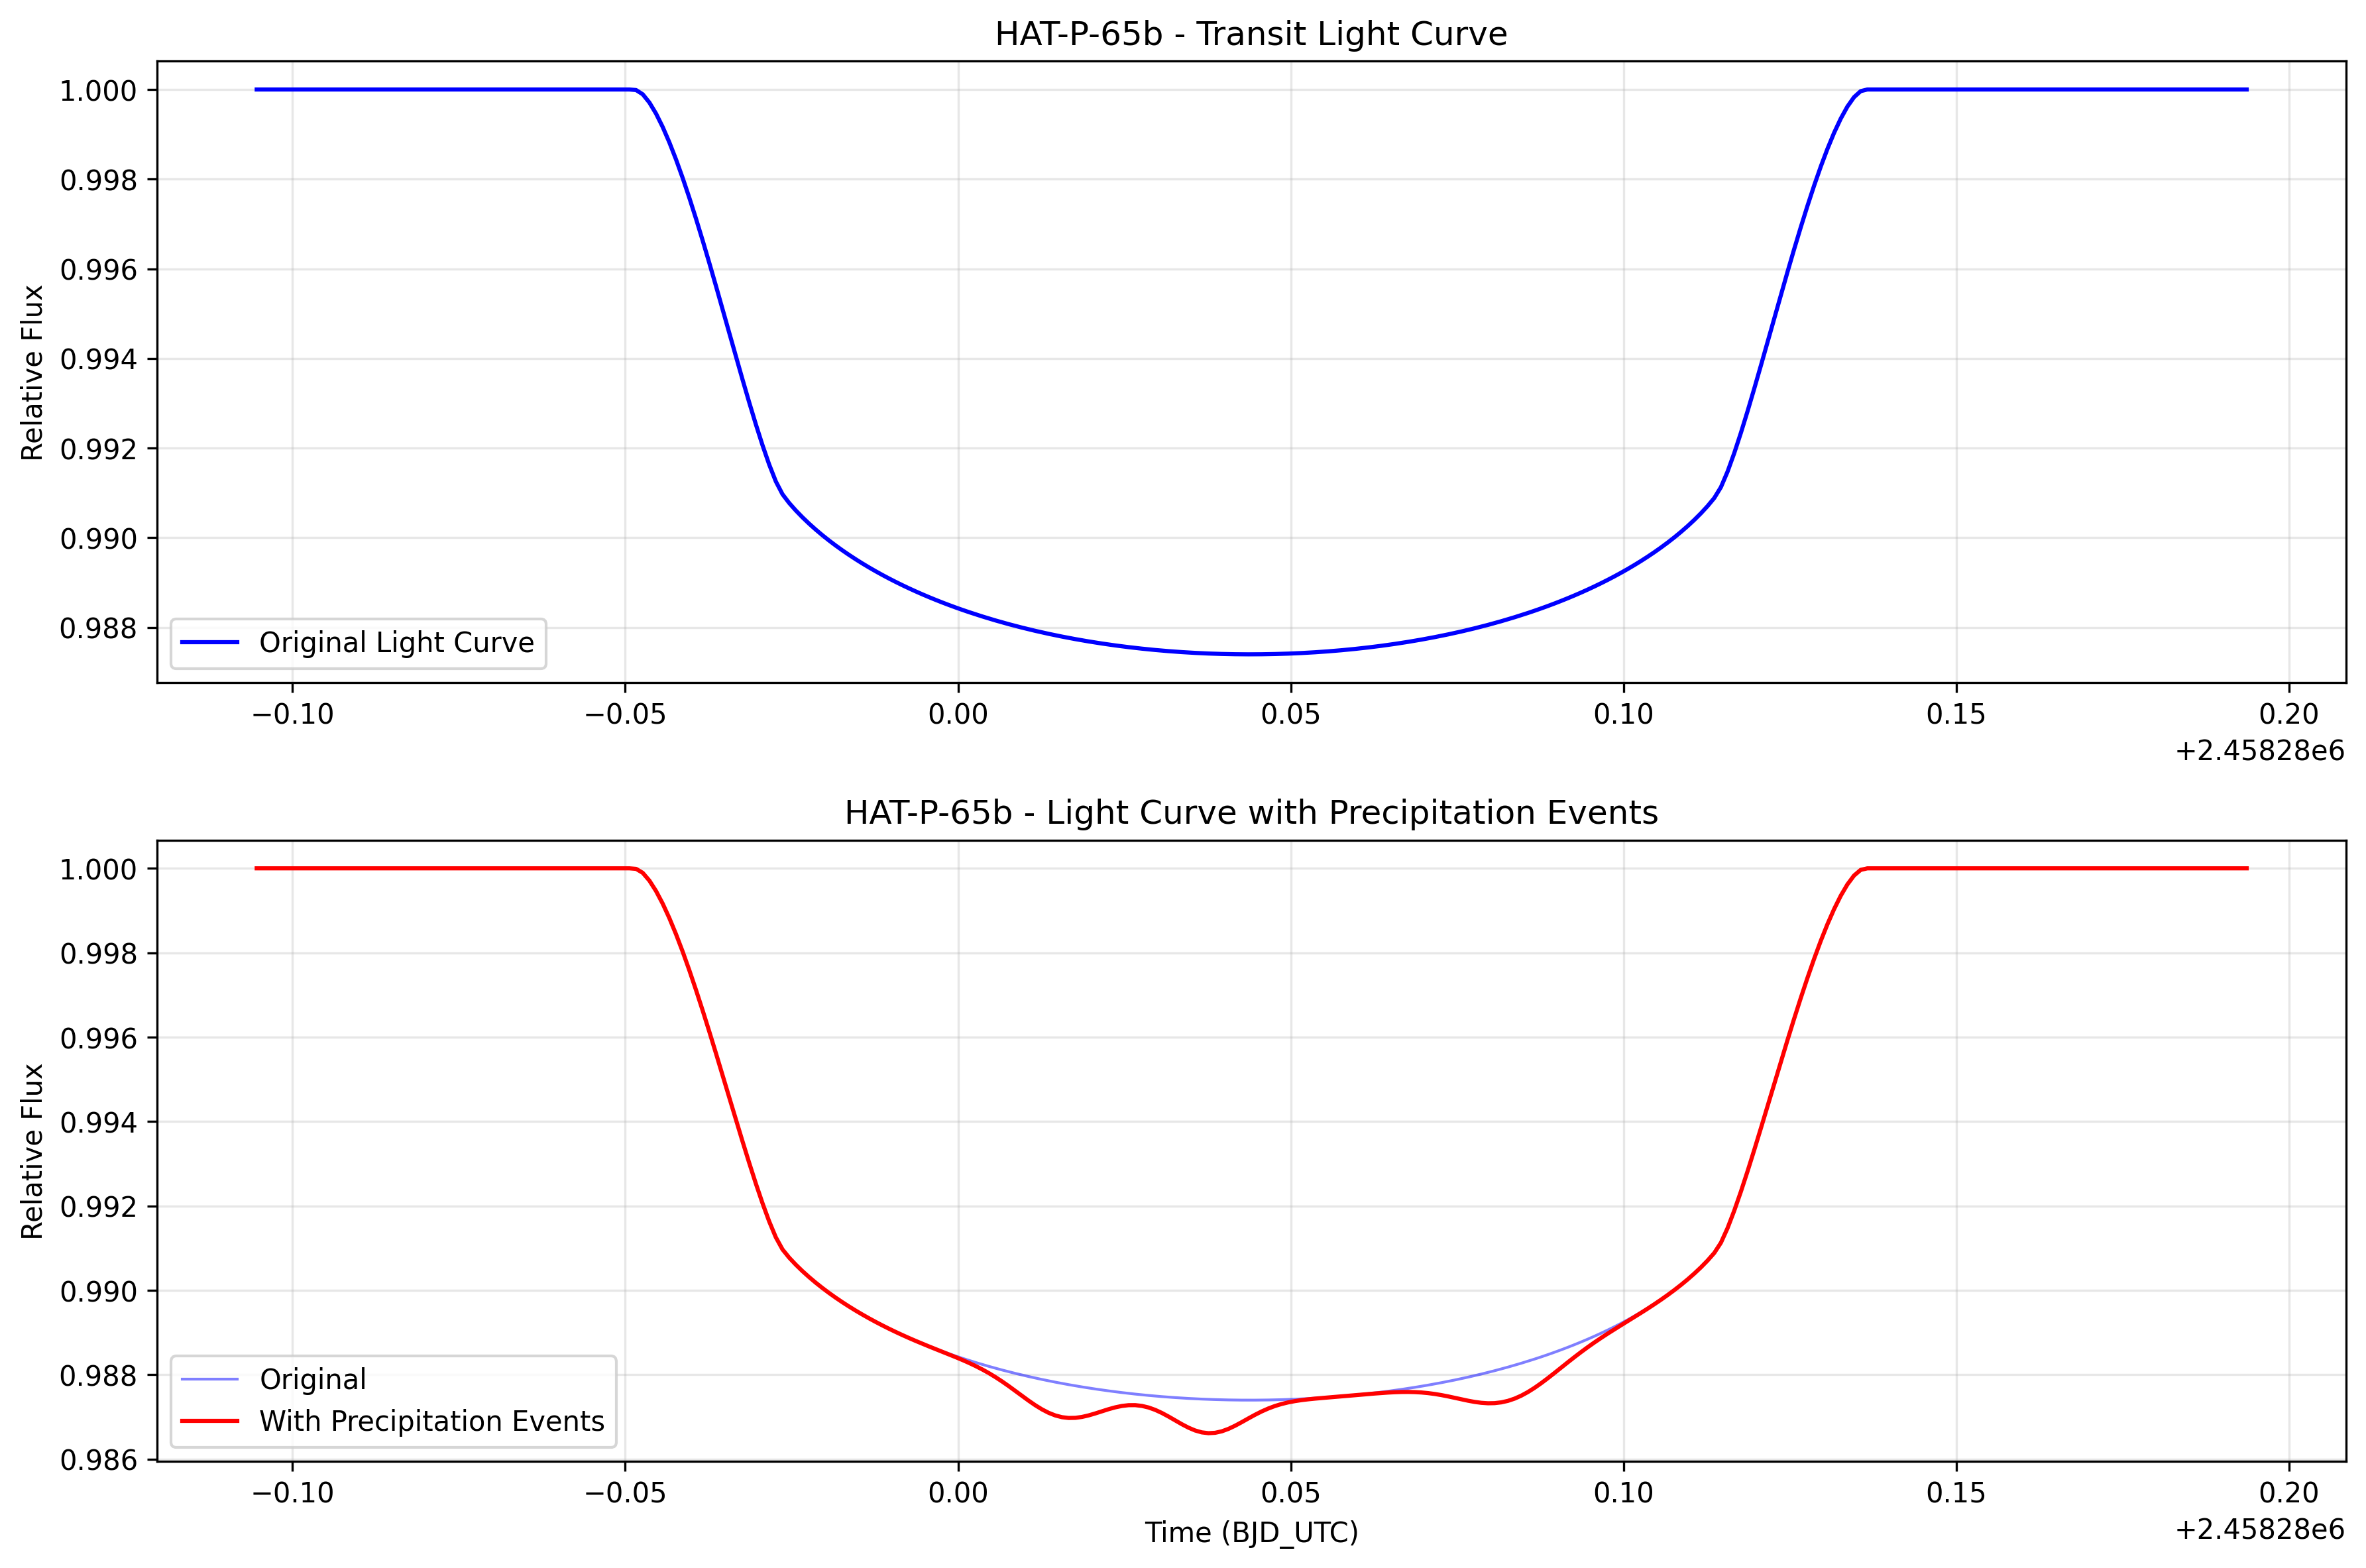 HAT-P-65b - Transit Light Curve
Relative Flux
1.000
0.998
0.996
0.994
0.992
0.990
0.988
Original Light Curve
−0.10 −0.05 0.00 0.05 0.10 0.15 0.20
+2.45828e6
HAT-P-65b - Light Curve with Precipitation Events
Relative Flux
1.000
0.998
0.996
0.994
0.992
0.990
0.988
0.986
Original
With Precipitation Events
−0.10 −0.05 0.00 0.05 0.10 0.15 0.20
Time (BJD_UTC)
+2.45828e6